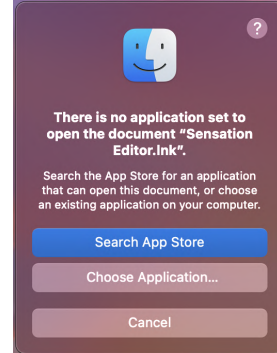 ?
There is no application set to
open the document “Sensation
Editor.lnk”.
Search the App Store for an application
that can open this document, or choose
an existing application on your computer.
Search App Store
Choose Application...
Cancel